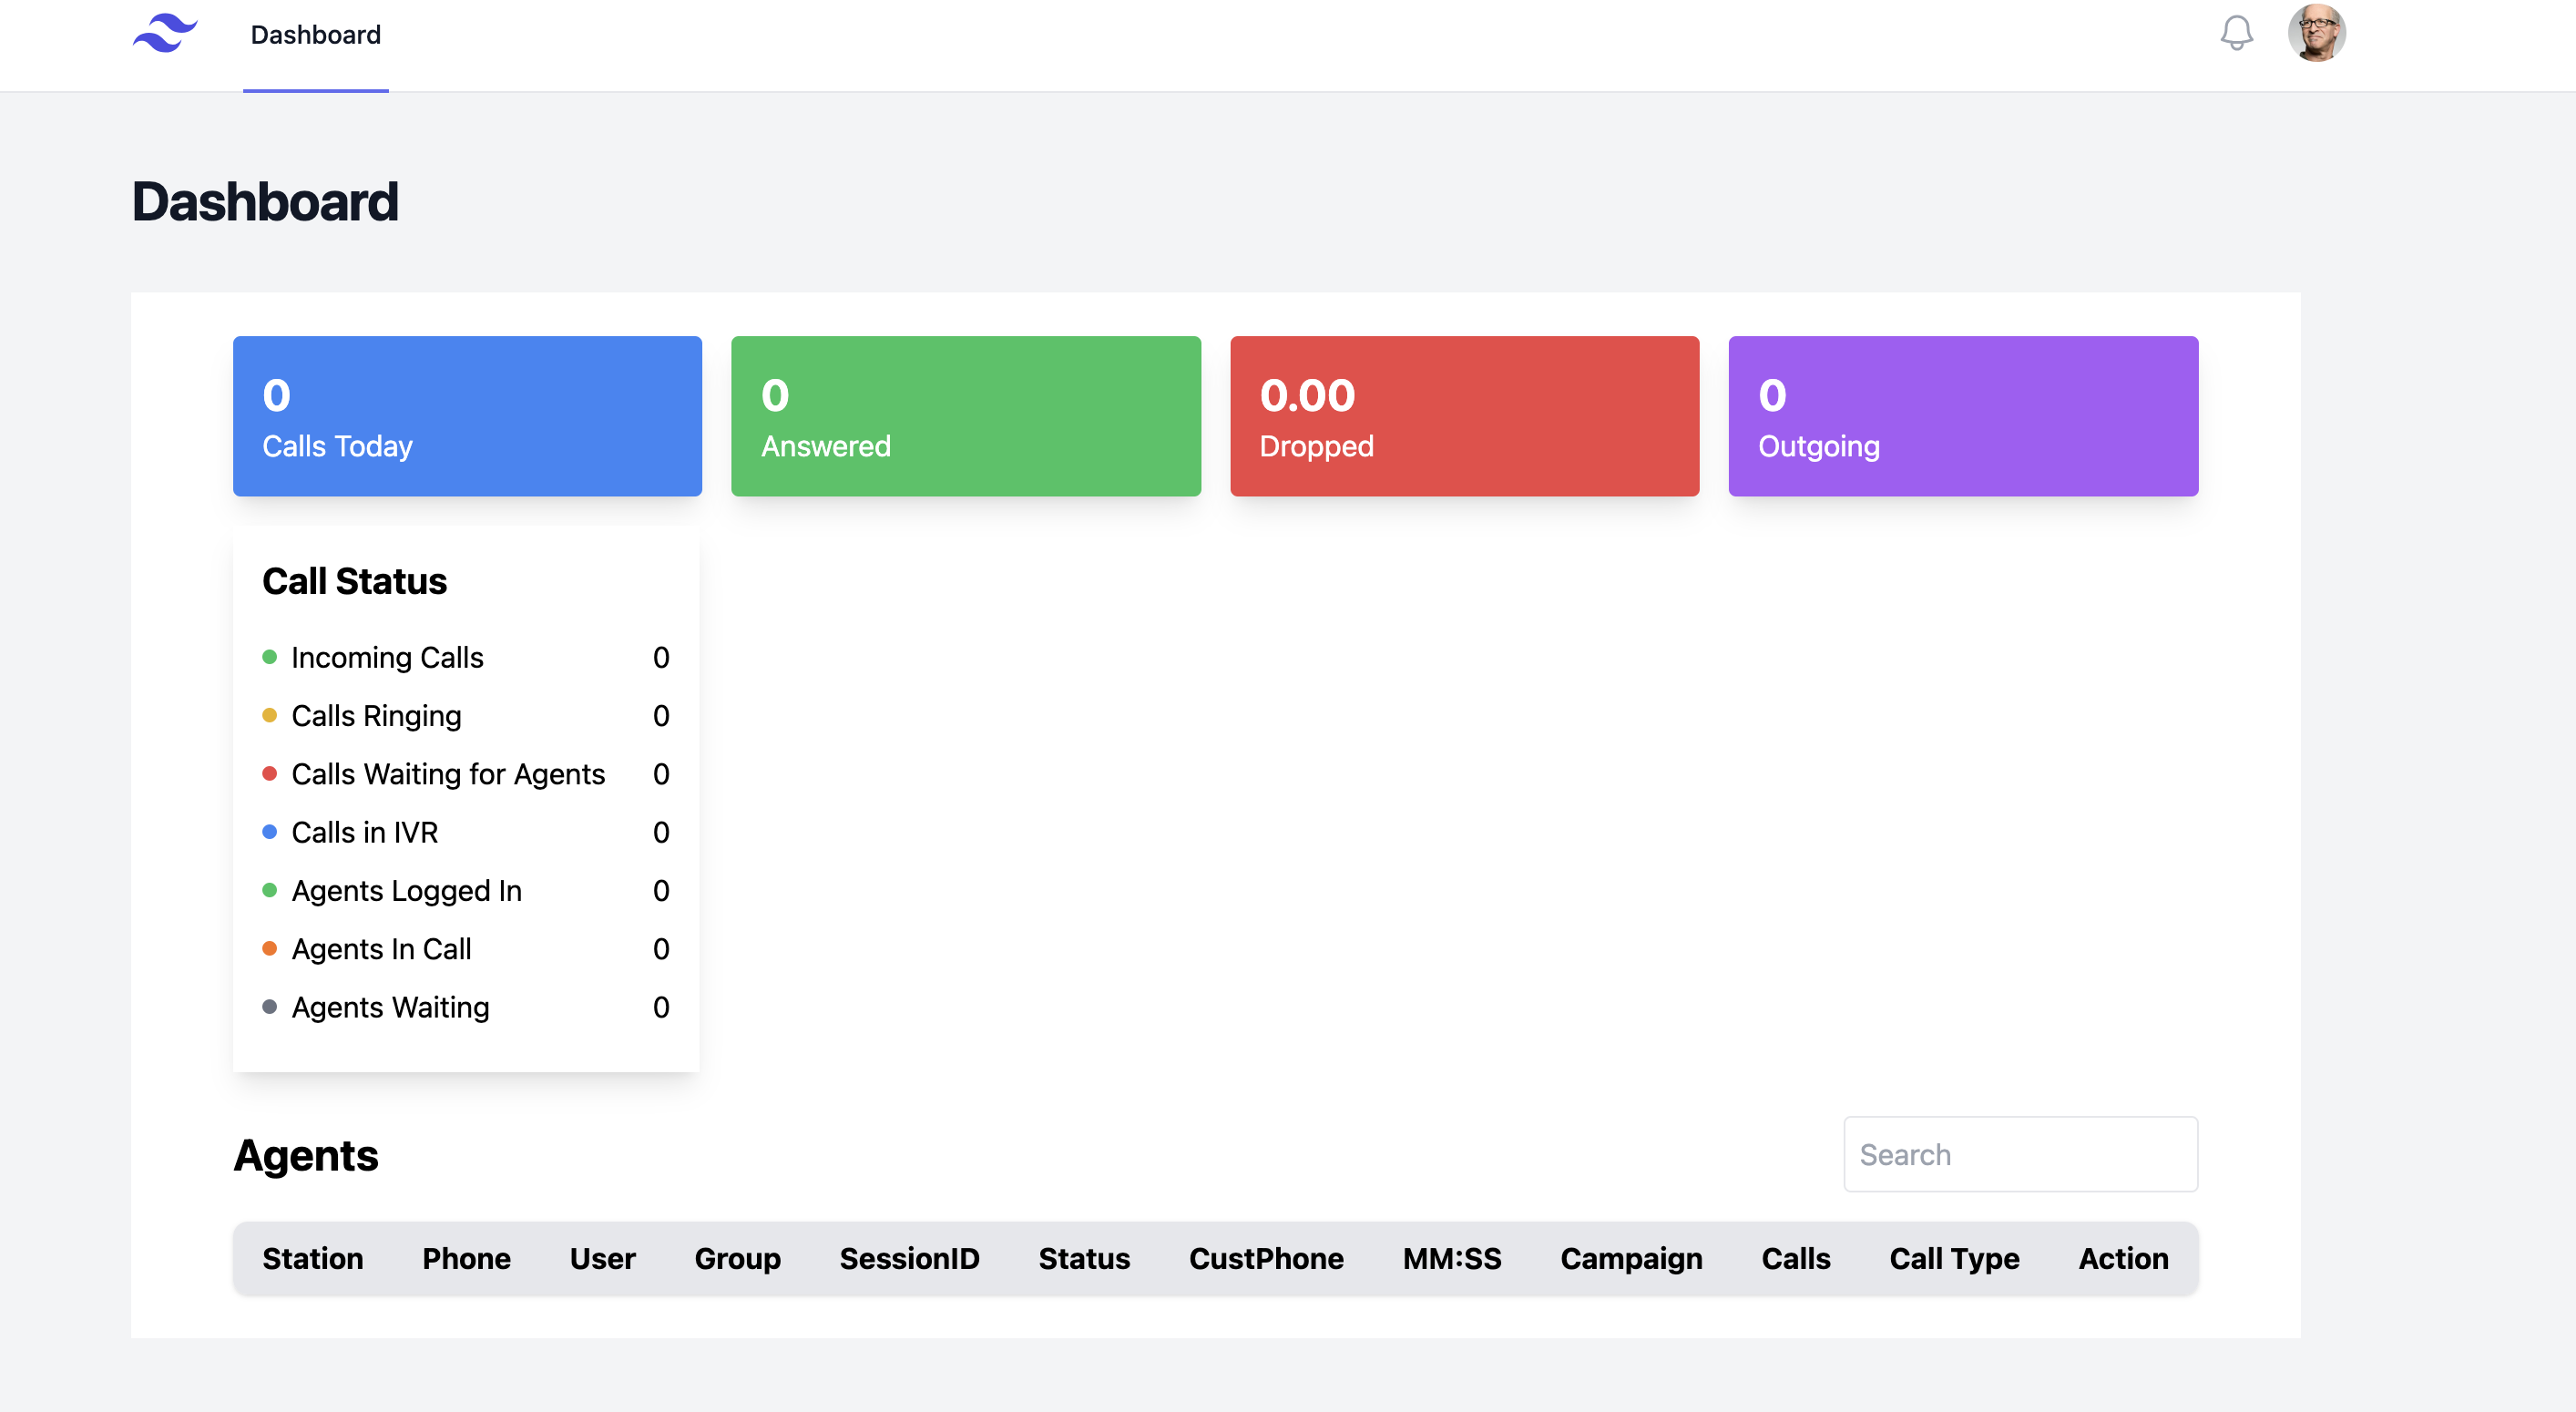 Dashboard
Dashboard
0
Calls Today
0
Answered
0.00
Dropped
0
Outgoing
Call Status
Incoming Calls 0
Calls Ringing 0
Calls Waiting for Agents 0
Calls in IVR 0
Agents Logged In 0
Agents In Call 0
Agents Waiting 0
Agents
Search
Station Phone User Group SessionID Status CustPhone MM:SS Campaign Calls Call Type Action